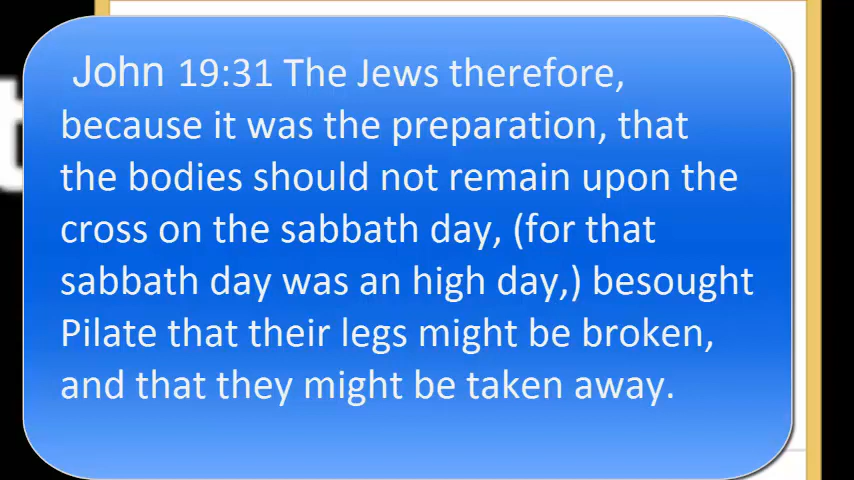 John 19:31 The Jews therefore,
because it was the preparation, that
the bodies should not remain upon the
cross on the sabbath day, (for that
sabbath day was an high day,) besought
Pilate that their legs might be broken,
and that they might be taken away.